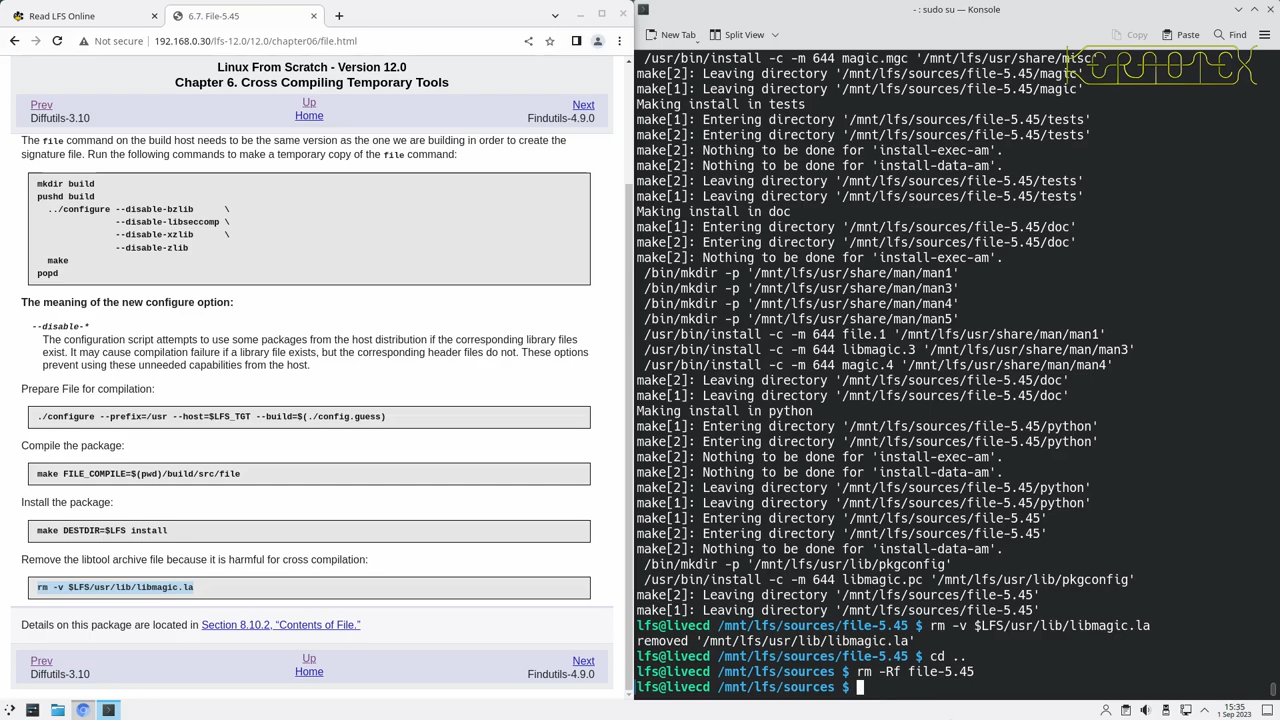 Read LFS Online
6.7. File-5.45
Not secure
192.168.0.30/lfs-12.0/12.0/chapter06/file.html
Linux From Scratch - Version 12.0
Chapter 6. Cross Compiling Temporary Tools
Prev
Up
Next
Diffutils-3.10
Home
Findutils-4.9.0
The file command on the build host needs to be the same version as the one we are building in order to create the
signature file. Run the following commands to make a temporary copy of the file command:
mkdir build
pushd build
../configure --disable-bzlib \
--disable-libseccomp \
--disable-xzlib \
--disable-zlib
make
popd
The meaning of the new configure option:
--disable-*
The configuration script attempts to use some packages from the host distribution if the corresponding library files
exist. It may cause compilation failure if a library file exists, but the corresponding header files do not. These options
prevent using these unneeded capabilities from the host.
Prepare File for compilation:
./configure --prefix=/usr --host=$LFS_TGT --build=$(./config.guess)
Compile the package:
make FILE_COMPILE=$(pwd)/build/src/file
Install the package:
make DESTDIR=$LFS install
Remove the libtool archive file because it is harmful for cross compilation:
rm -v $LFS/usr/lib/libmagic.la
Details on this package are located in Section 8.10.2, “Contents of File.”
Prev
Up
Next
Diffutils-3.10
Home
Findutils-4.9.0
- : sudo su — Konsole
New Tab
Split View
Copy
Paste
Find
/usr/bin/install -c -m 644 magic.mgc '/mnt/lfs/usr/share/misc
make[2]: Leaving directory '/mnt/lfs/sources/file-5.45/magic'
make[1]: Leaving directory '/mnt/lfs/sources/file-5.45/magic'
Making install in tests
make[1]: Entering directory '/mnt/lfs/sources/file-5.45/tests'
make[2]: Entering directory '/mnt/lfs/sources/file-5.45/tests'
make[2]: Nothing to be done for 'install-exec-am'.
make[2]: Nothing to be done for 'install-data-am'.
make[2]: Leaving directory '/mnt/lfs/sources/file-5.45/tests'
make[1]: Leaving directory '/mnt/lfs/sources/file-5.45/tests'
Making install in doc
make[1]: Entering directory '/mnt/lfs/sources/file-5.45/doc'
make[2]: Entering directory '/mnt/lfs/sources/file-5.45/doc'
make[2]: Nothing to be done for 'install-exec-am'.
/bin/mkdir -p '/mnt/lfs/usr/share/man/man1'
/bin/mkdir -p '/mnt/lfs/usr/share/man/man3'
/bin/mkdir -p '/mnt/lfs/usr/share/man/man4'
/bin/mkdir -p '/mnt/lfs/usr/share/man/man5'
/usr/bin/install -c -m 644 file.1 '/mnt/lfs/usr/share/man/man1'
/usr/bin/install -c -m 644 libmagic.3 '/mnt/lfs/usr/share/man/man3'
/usr/bin/install -c -m 644 magic.4 '/mnt/lfs/usr/share/man/man4'
make[2]: Leaving directory '/mnt/lfs/sources/file-5.45/doc'
make[1]: Leaving directory '/mnt/lfs/sources/file-5.45/doc'
Making install in python
make[1]: Entering directory '/mnt/lfs/sources/file-5.45/python'
make[2]: Entering directory '/mnt/lfs/sources/file-5.45/python'
make[2]: Nothing to be done for 'install-exec-am'.
make[2]: Nothing to be done for 'install-data-am'.
make[2]: Leaving directory '/mnt/lfs/sources/file-5.45/python'
make[1]: Leaving directory '/mnt/lfs/sources/file-5.45/python'
make[1]: Entering directory '/mnt/lfs/sources/file-5.45'
make[2]: Entering directory '/mnt/lfs/sources/file-5.45'
make[2]: Nothing to be done for 'install-data-am'.
/bin/mkdir -p '/mnt/lfs/usr/lib/pkgconfig'
/usr/bin/install -c -m 644 libmagic.pc '/mnt/lfs/usr/lib/pkgconfig'
make[2]: Leaving directory '/mnt/lfs/sources/file-5.45'
make[1]: Leaving directory '/mnt/lfs/sources/file-5.45'
lfs@livecd /mnt/lfs/sources/file-5.45 $ rm -v $LFS/usr/lib/libmagic.la
removed '/mnt/lfs/usr/lib/libmagic.la'
lfs@livecd /mnt/lfs/sources/file-5.45 $ cd ..
lfs@livecd /mnt/lfs/sources $ rm -Rf file-5.45
lfs@livecd /mnt/lfs/sources $
15:35
1 Sep 2023